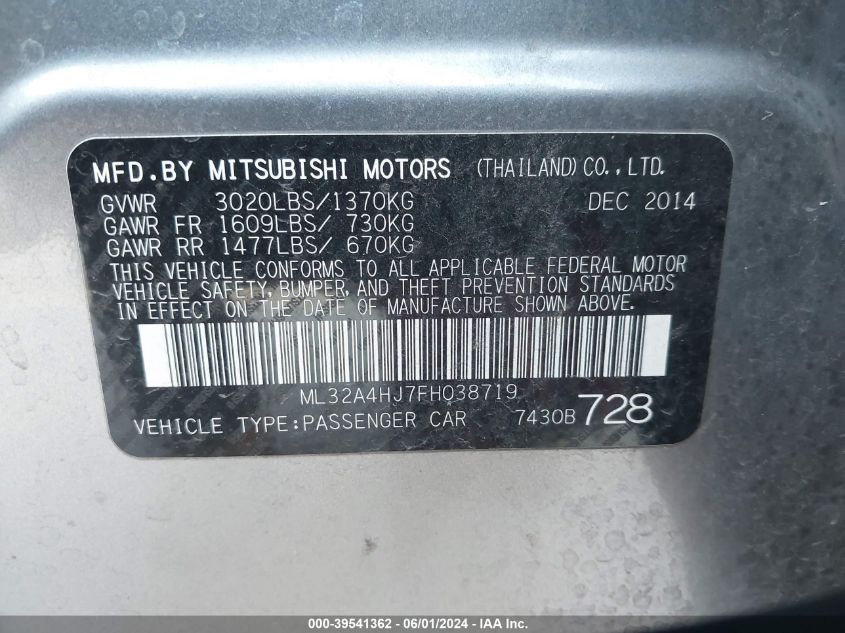 MFD.BY MITSUBISHI MOTORS (THAILAND) CO.,LTD.
GVWR 3020LBS/1370KG DEC 2014
GAWR FR 1609LBS/ 730KG
GAWR RR 1477LBS/ 670KG
THIS VEHICLE CONFORMS TO ALL APPLICABLE FEDERAL MOTOR
VEHICLE SAFETY, BUMPER, AND THEFT PREVENTION STANDARDS
IN EFFECT ON THE DATE OF MANUFACTURE SHOWN ABOVE.
ML32A4HJ7FH038719
VEHICLE TYPE:PASSENGER CAR 7430B 728
000-39541362 - 06/01/2024 - IAA Inc.